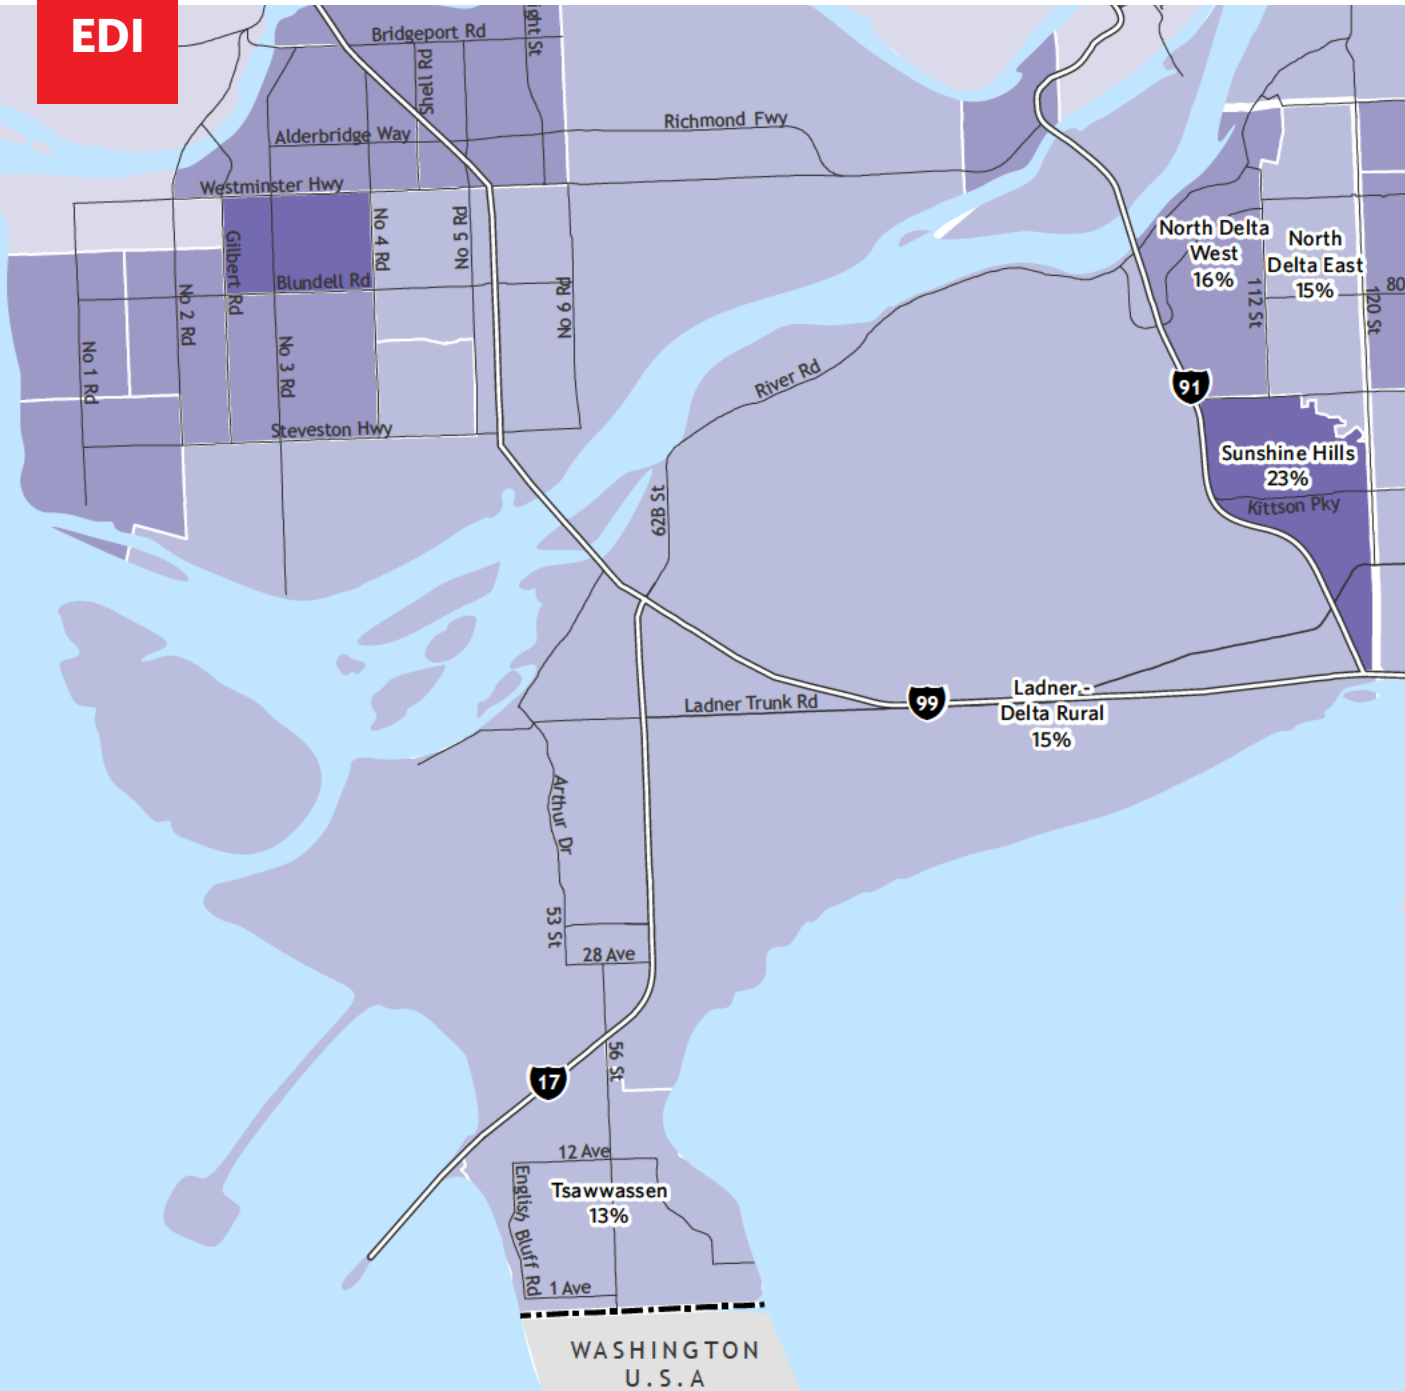 EDI
Bridgeport Rd
ight St
Shell Rd
Alderbridge Way
Richmond Fwy
Westminster Hwy
No 4 Rd
No 5 Rd
Gilbert Rd
Blundell Rd
No 2 Rd
No 6 Rd
No 1 Rd
No 3 Rd
Steveston Hwy
North Delta
West
16%
North
Delta East
15%
112 St
120 St
80
River Rd
91
Sunshine Hills
23%
Kittson Pky
62B St
Ladner Trunk Rd
99
Ladner -
Delta Rural
15%
Arthur Dr
53 St
28 Ave
56 St
17
12 Ave
English Bluff Rd
Tsawwassen
13%
1 Ave
WASHINGTON
U.S.A